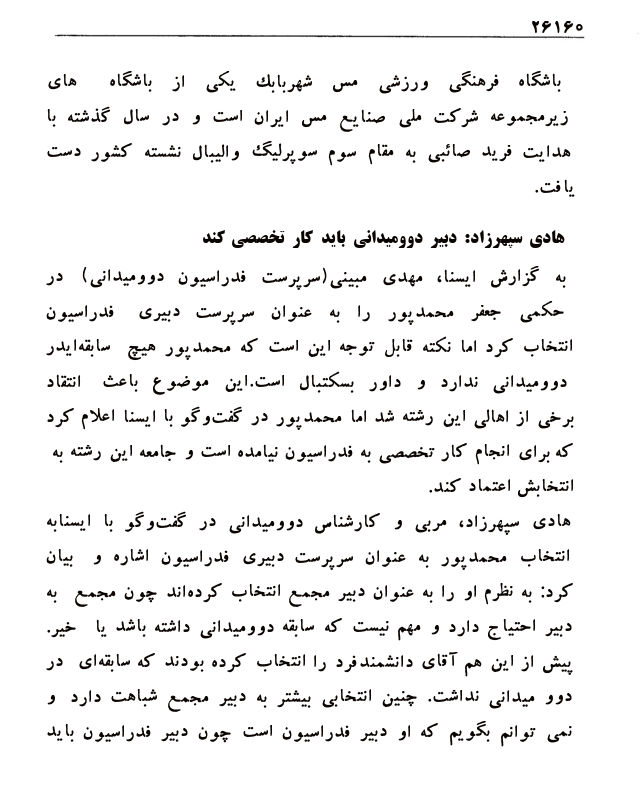 ۲۶۱۶۰
باشگاه فرهنگی ورزشی مس شهربابک یکی از باشگاه های
زیرمجموعه شرکت ملی صنایع مس ایران است و در سال گذشته با
هدایت فرید صائبی به مقام سوم سوپرلیگ والیبال نشسته کشور دست
یافت.
هادی سپهرزاد: دبیر دوومیدانی باید کار تخصصی کند
به گزارش ایسنا، مهدی مبینی(سرپرست فدراسیون دوومیدانی) در
حکمی جعفر محمدپور را به عنوان سرپرست دبیری فدراسیون
انتخاب کرد اما نکته قابل توجه این است که محمدپور هیچ سابقه‌ایدر
دوومیدانی ندارد و داور بسکتبال است.این موضوع باعث انتقاد
برخی از اهالی این رشته شد اما محمدپور در گفت‌وگو با ایسنا اعلام کرد
که برای انجام کار تخصصی به فدراسیون نیامده است و جامعه این رشته به
انتخابش اعتماد کند.
هادی سپهرزاد، مربی و کارشناس دوومیدانی در گفت‌وگو با ایسنابه
انتخاب محمدپور به عنوان سرپرست دبیری فدراسیون اشاره و بیان
کرد: به نظرم او را به عنوان دبیر مجمع انتخاب کرده‌اند چون مجمع به
دبیر احتیاج دارد و مهم نیست که سابقه دوومیدانی داشته باشد یا خیر.
پیش از این هم آقای دانشمندفرد را انتخاب کرده بودند که سابقه‌ای در
دوو میدانی نداشت. چنین انتخابی بیشتر به دبیر مجمع شباهت دارد و
نمی توانم بگویم که او دبیر فدراسیون است چون دبیر فدراسیون باید